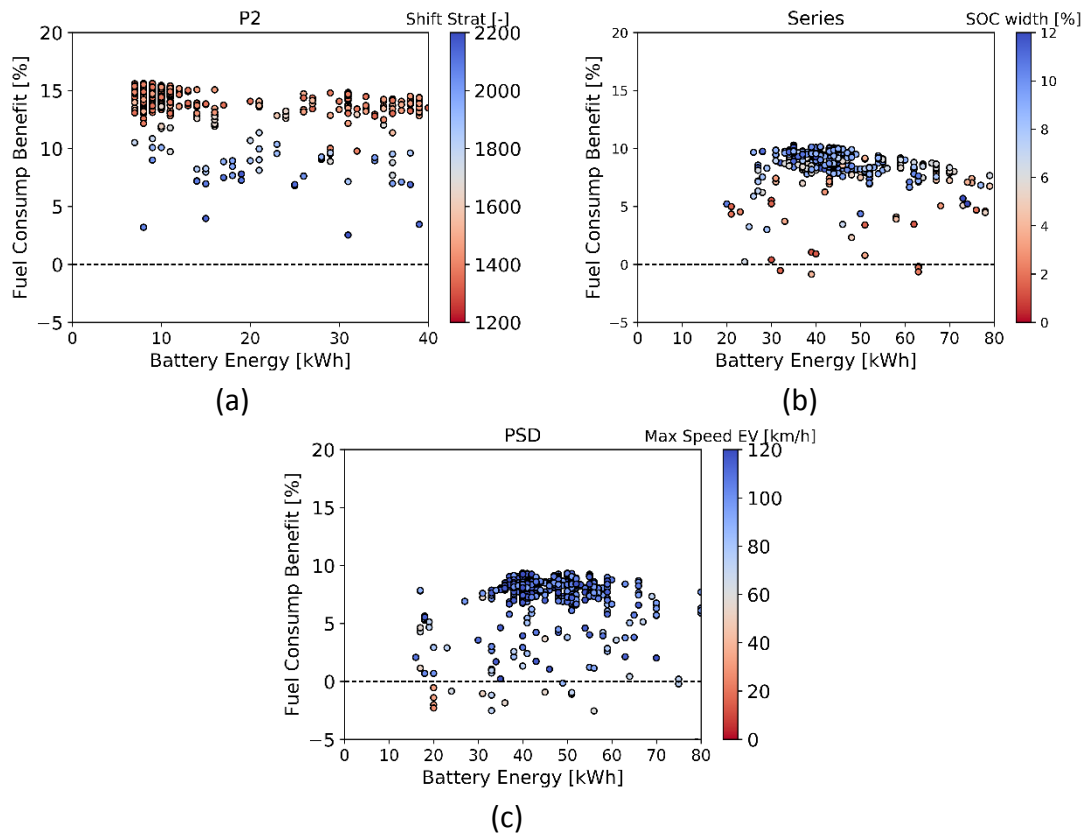 P2
Shift Strat [-]
Fuel Consump Benefit [%]
20
15
10
5
0
−5
0 10 20 30 40
Battery Energy [kWh]
2200
2000
1800
1600
1400
1200
(a)
Series
SOC width [%]
Fuel Consump Benefit [%]
20
15
10
5
0
−5
0 10 20 30 40 50 60 70 80
Battery Energy [kWh]
12
10
8
6
4
2
0
(b)
PSD
Max Speed EV [km/h]
Fuel Consump Benefit [%]
20
15
10
5
0
−5
0 10 20 30 40 50 60 70 80
Battery Energy [kWh]
120
100
80
60
40
20
0
(c)